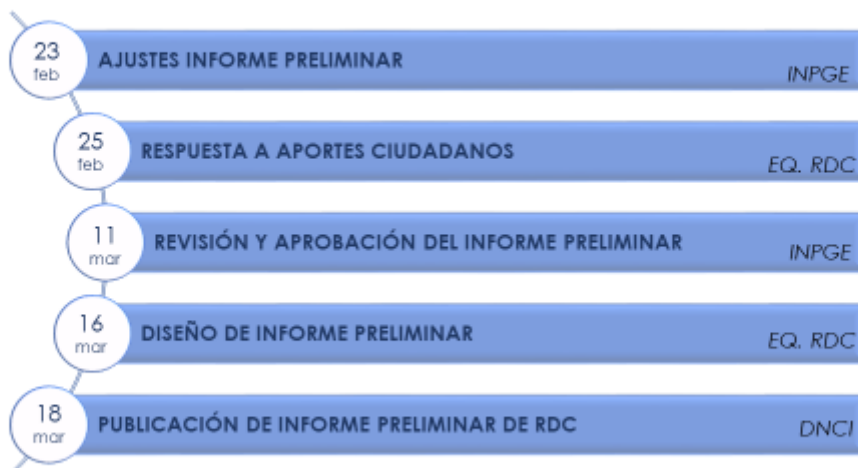 23
feb
AJUSTES INFORME PRELIMINAR
INPGE
25
feb
RESPUESTA A APORTES CIUDADANOS
EQ. RDC
11
mar
REVISIÓN Y APROBACIÓN DEL INFORME PRELIMINAR
INPGE
16
mar
DISEÑO DE INFORME PRELIMINAR
EQ. RDC
18
mar
PUBLICACIÓN DE INFORME PRELIMINAR DE RDC
DNCI